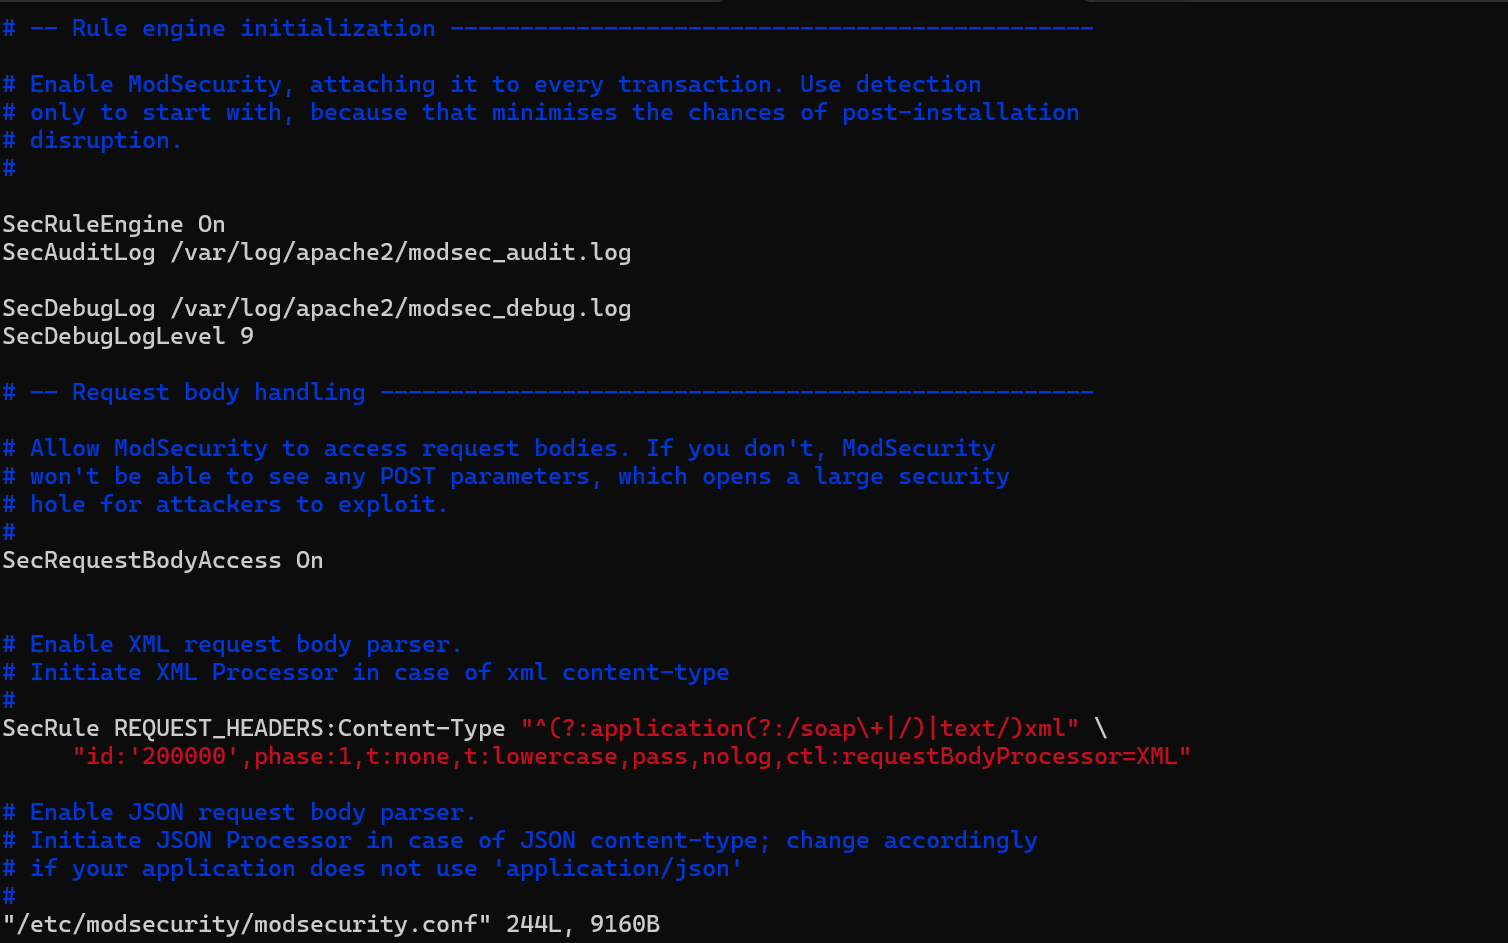 # -- Rule engine initialization ----------------------------------------------
# Enable ModSecurity, attaching it to every transaction. Use detection
# only to start with, because that minimises the chances of post-installation
# disruption.
#
SecRuleEngine On
SecAuditLog /var/log/apache2/modsec_audit.log
SecDebugLog /var/log/apache2/modsec_debug.log
SecDebugLogLevel 9
# -- Request body handling ---------------------------------------------------
# Allow ModSecurity to access request bodies. If you don't, ModSecurity
# won't be able to see any POST parameters, which opens a large security
# hole for attackers to exploit.
#
SecRequestBodyAccess On
# Enable XML request body parser.
# Initiate XML Processor in case of xml content-type
#
SecRule REQUEST_HEADERS:Content-Type "^(?:application(?:/soap\+|/)|text/)xml" \
     "id:'200000',phase:1,t:none,t:lowercase,pass,nolog,ctl:requestBodyProcessor=XML"
# Enable JSON request body parser.
# Initiate JSON Processor in case of JSON content-type; change accordingly
# if your application does not use 'application/json'
#
"/etc/modsecurity/modsecurity.conf" 244L, 9160B